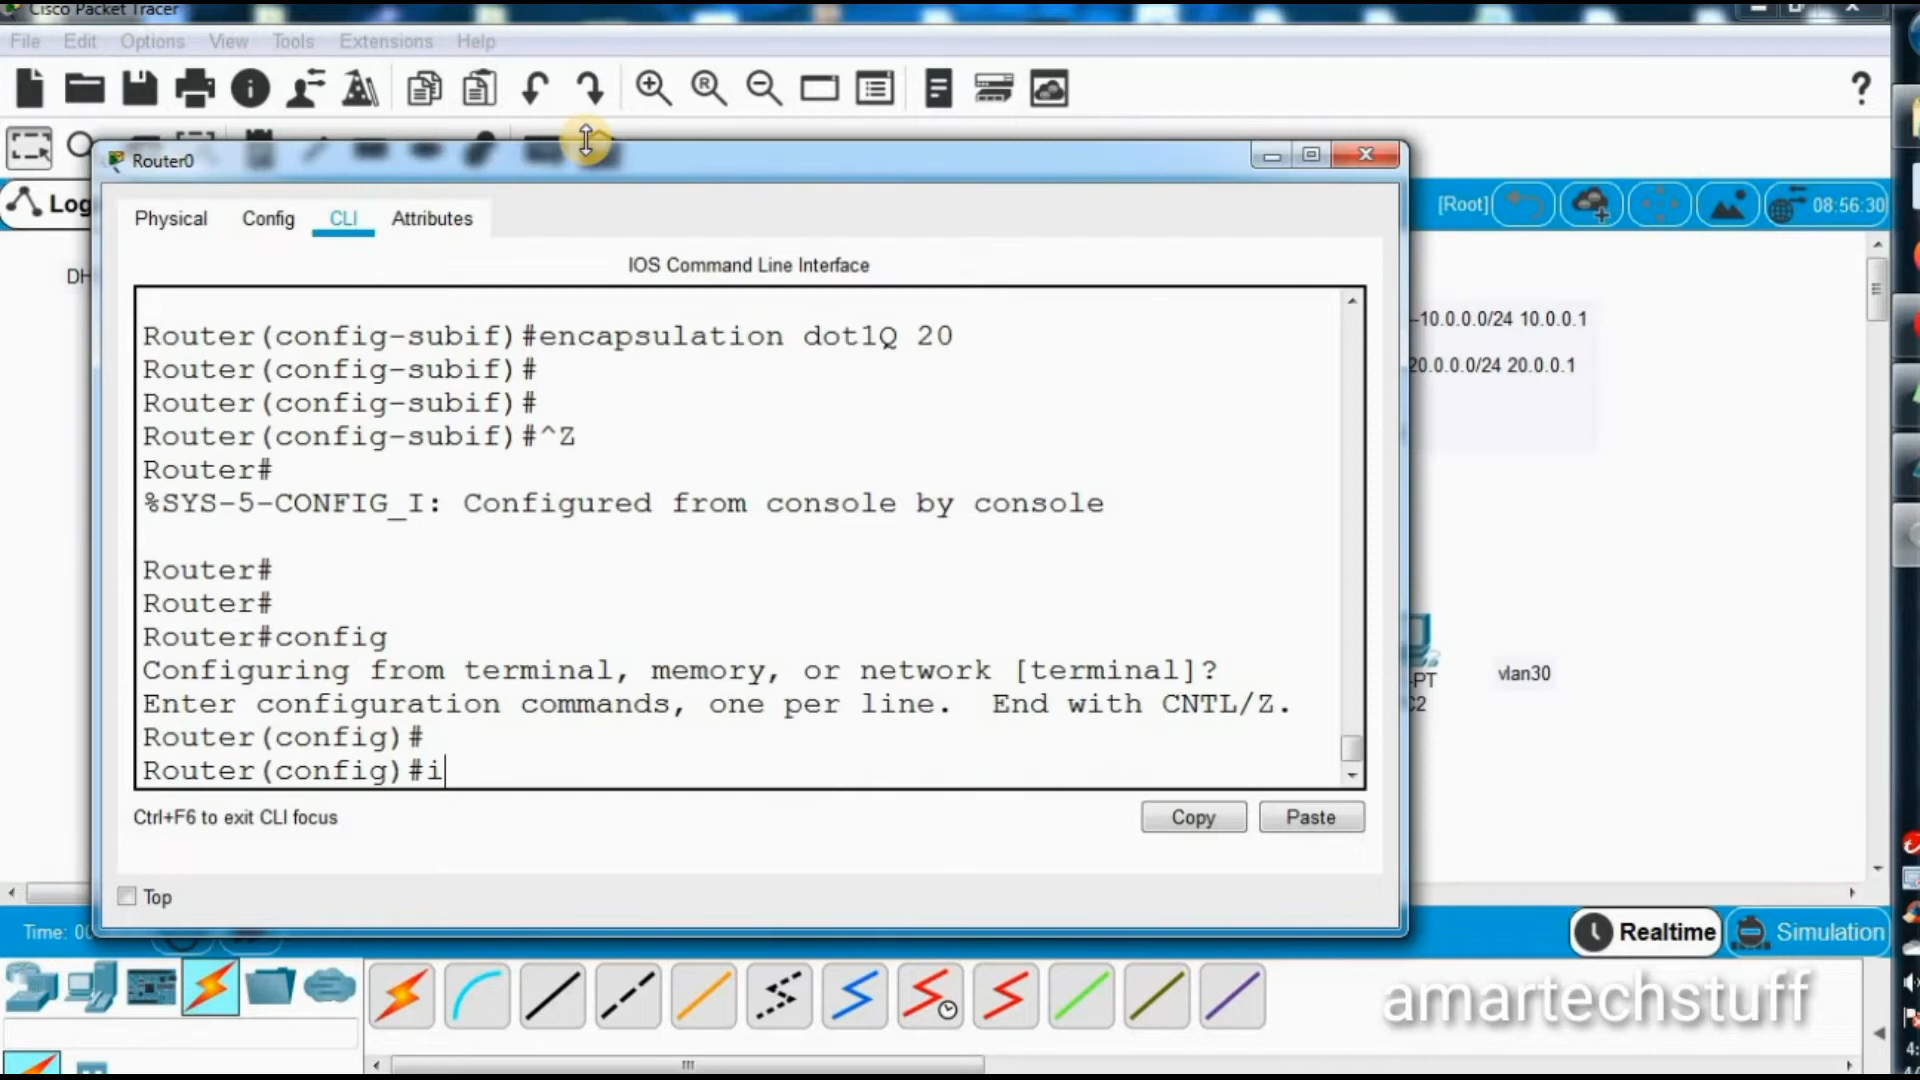 Cisco Packet Tracer
File Edit Options View Tools Extensions Help
Router0
Log
[Root]
08:56:30
Physical Config CLI Attributes
IOS Command Line Interface
DH
Router(config-subif)#encapsulation dot1Q 20
Router(config-subif)#
Router(config-subif)#
Router(config-subif)#^Z
Router#
%SYS-5-CONFIG_I: Configured from console by console
Router#
Router#
Router#config
Configuring from terminal, memory, or network [terminal]?
Enter configuration commands, one per line.  End with CNTL/Z.
Router(config)#
Router(config)#i
-10.0.0.0/24 10.0.0.1
20.0.0.0/24 20.0.0.1
-PT
C2
vlan30
Ctrl+F6 to exit CLI focus
Copy
Paste
Top
Time: 00
Realtime
Simulation
amartechstuff